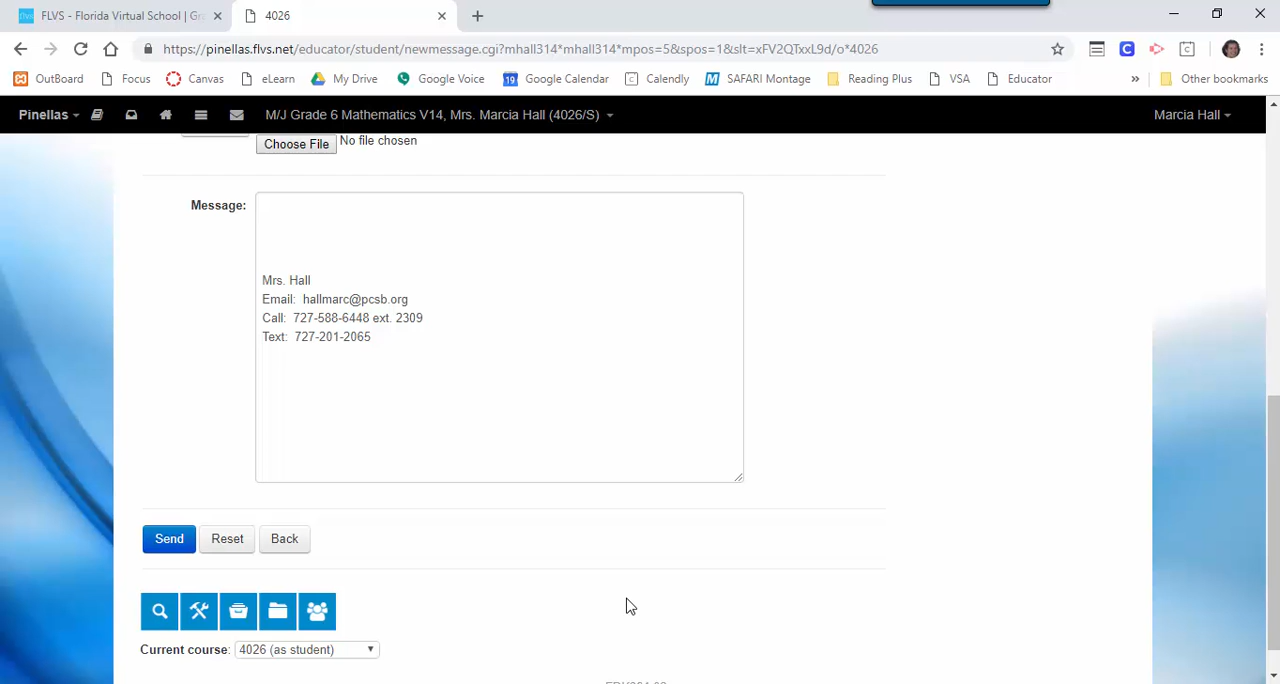 FLVS - Florida Virtual School | Gr
4026
https://pinellas.flvs.net/educator/student/newmessage.cgi?mhall314*mhall314*mpos=5&spos=1&slt=xFV2QTxxL9d/o*4026
OutBoard Focus Canvas eLearn My Drive Google Voice Google Calendar Calendly SAFARI Montage Reading Plus VSA Educator » Other bookmarks
Pinellas M/J Grade 6 Mathematics V14, Mrs. Marcia Hall (4026/S) Marcia Hall
Choose File No file chosen
Message:
Mrs. Hall
Email: hallmarc@pcsb.org
Call: 727-588-6448 ext. 2309
Text: 727-201-2065
Send Reset Back
Current course: 4026 (as student)